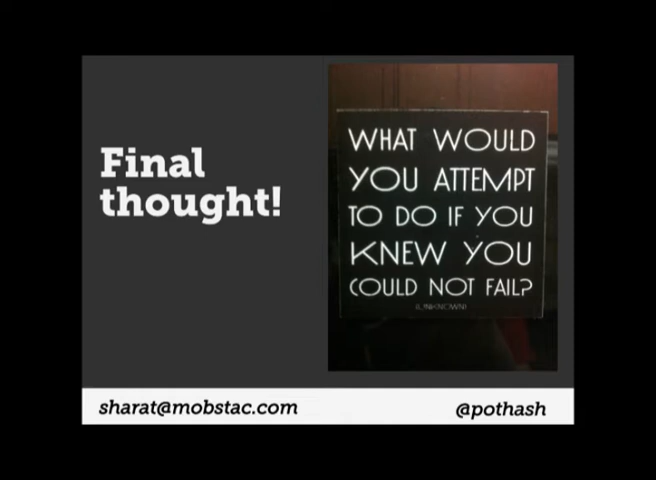 Final
thought!
WHAT WOULD
YOU ATTEMPT
TO DO IF YOU
KNEW YOU
COULD NOT FAIL?
(UNKNOWN)
sharat@mobstac.com
@pothash